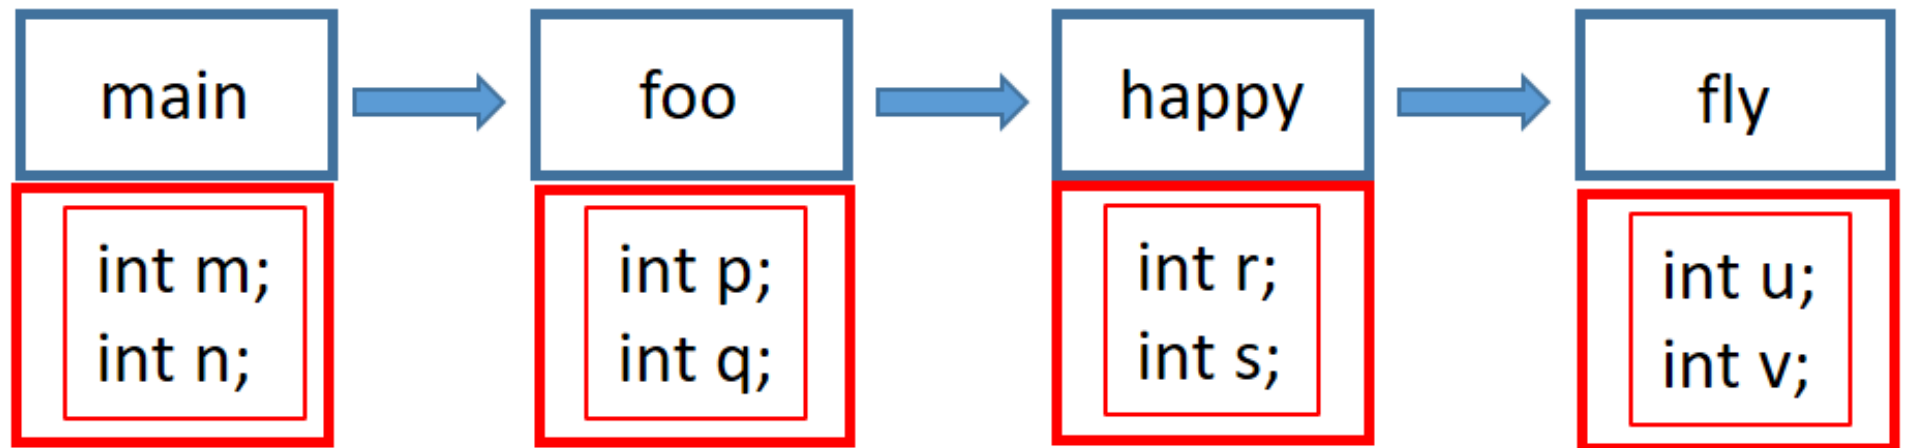 main
foo
happy
fly
int m;
int n;
int p;
int q;
int r;
int s;
int u;
int v;